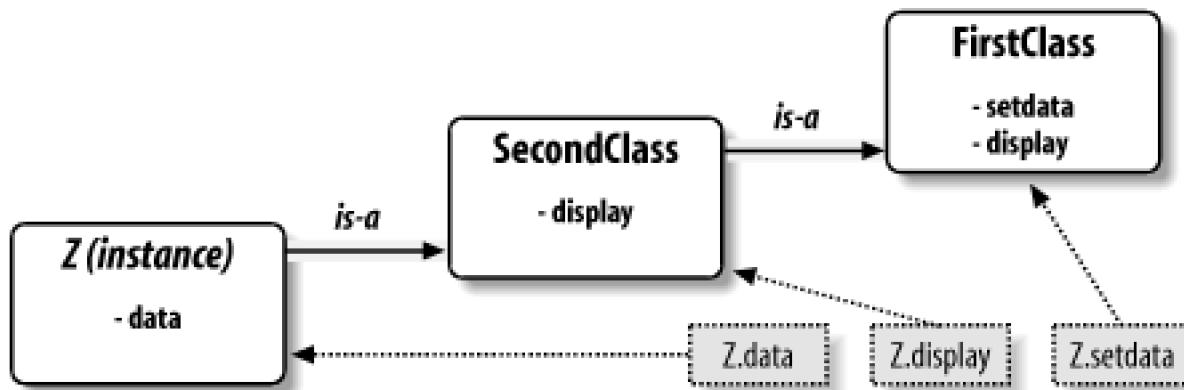 FirstClass
- setdata
- display
is-a
SecondClass
- display
is-a
Z (instance)
- data
Z.data
Z.display
Z.setdata